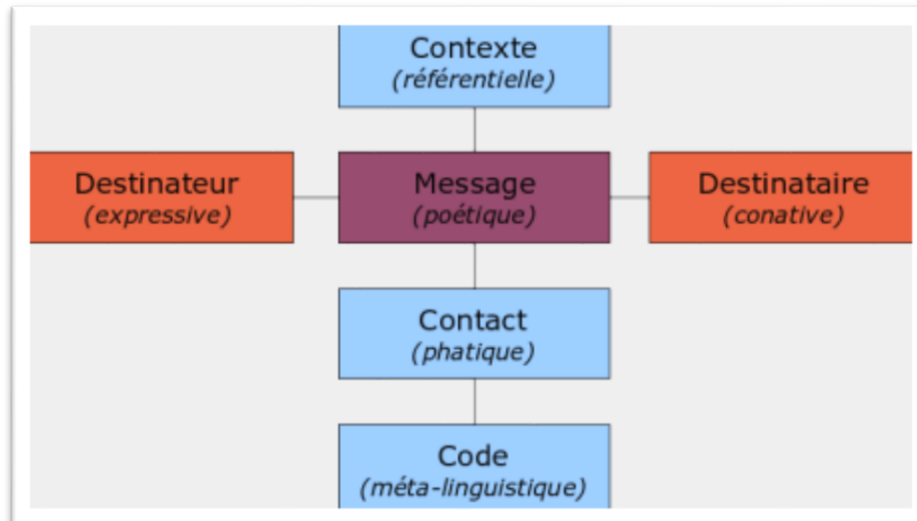 Contexte
(référentielle)
Destinateur
(expressive)
Message
(poétique)
Destinataire
(conative)
Contact
(phatique)
Code
(méta-linguistique)